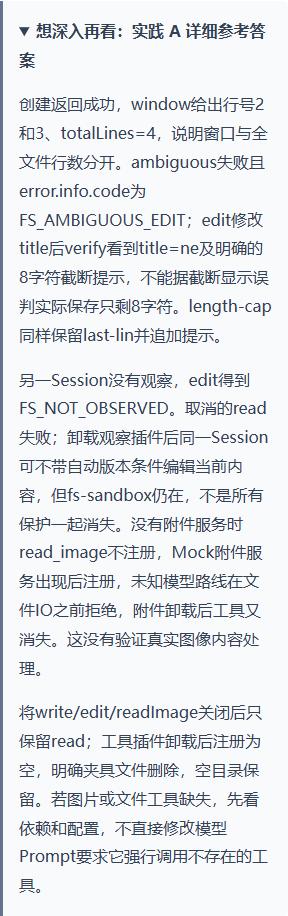 ▼ 想深入再看：实践 A 详细参考答
案
创建返回成功，window给出行号2
和3、totalLines=4，说明窗口与全
文件行数分开。ambiguous失败且
error.info.code为
FS_AMBIGUOUS_EDIT；edit修改
title后verify看到title=ne及明确的
8字符截断提示，不能据截断显示误
判实际保存只剩8字符。length-cap
同样保留last-lin并追加提示。
另一Session没有观察，edit得到
FS_NOT_OBSERVED。取消的read
失败；卸载观察插件后同一Session
可不带自动版本条件编辑当前内
容，但fs-sandbox仍在，不是所有
保护一起消失。没有附件服务时
read_image不注册，Mock附件服
务出现后注册，未知模型路线在文
件IO之前拒绝，附件卸载后工具又
消失。这没有验证真实图像内容处
理。
将write/edit/readImage关闭后只
保留read；工具插件卸载后注册为
空，明确夹具文件删除，空目录保
留。若图片或文件工具缺失，先看
依赖和配置，不直接修改模型
Prompt要求它强行调用不存在的工
具。